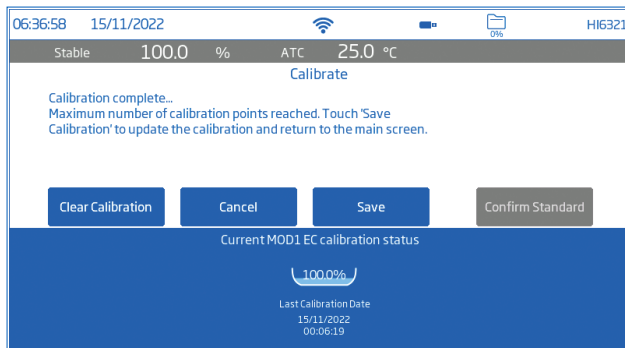 06:36:58 15/11/2022 0% HI6321
Stable 100.0 % ATC 25.0 °C
Calibrate
Calibration complete...
Maximum number of calibration points reached. Touch 'Save
Calibration' to update the calibration and return to the main screen.
Clear Calibration Cancel Save Confirm Standard
Current MOD1 EC calibration status
100.0%
Last Calibration Date
15/11/2022
00:06:19